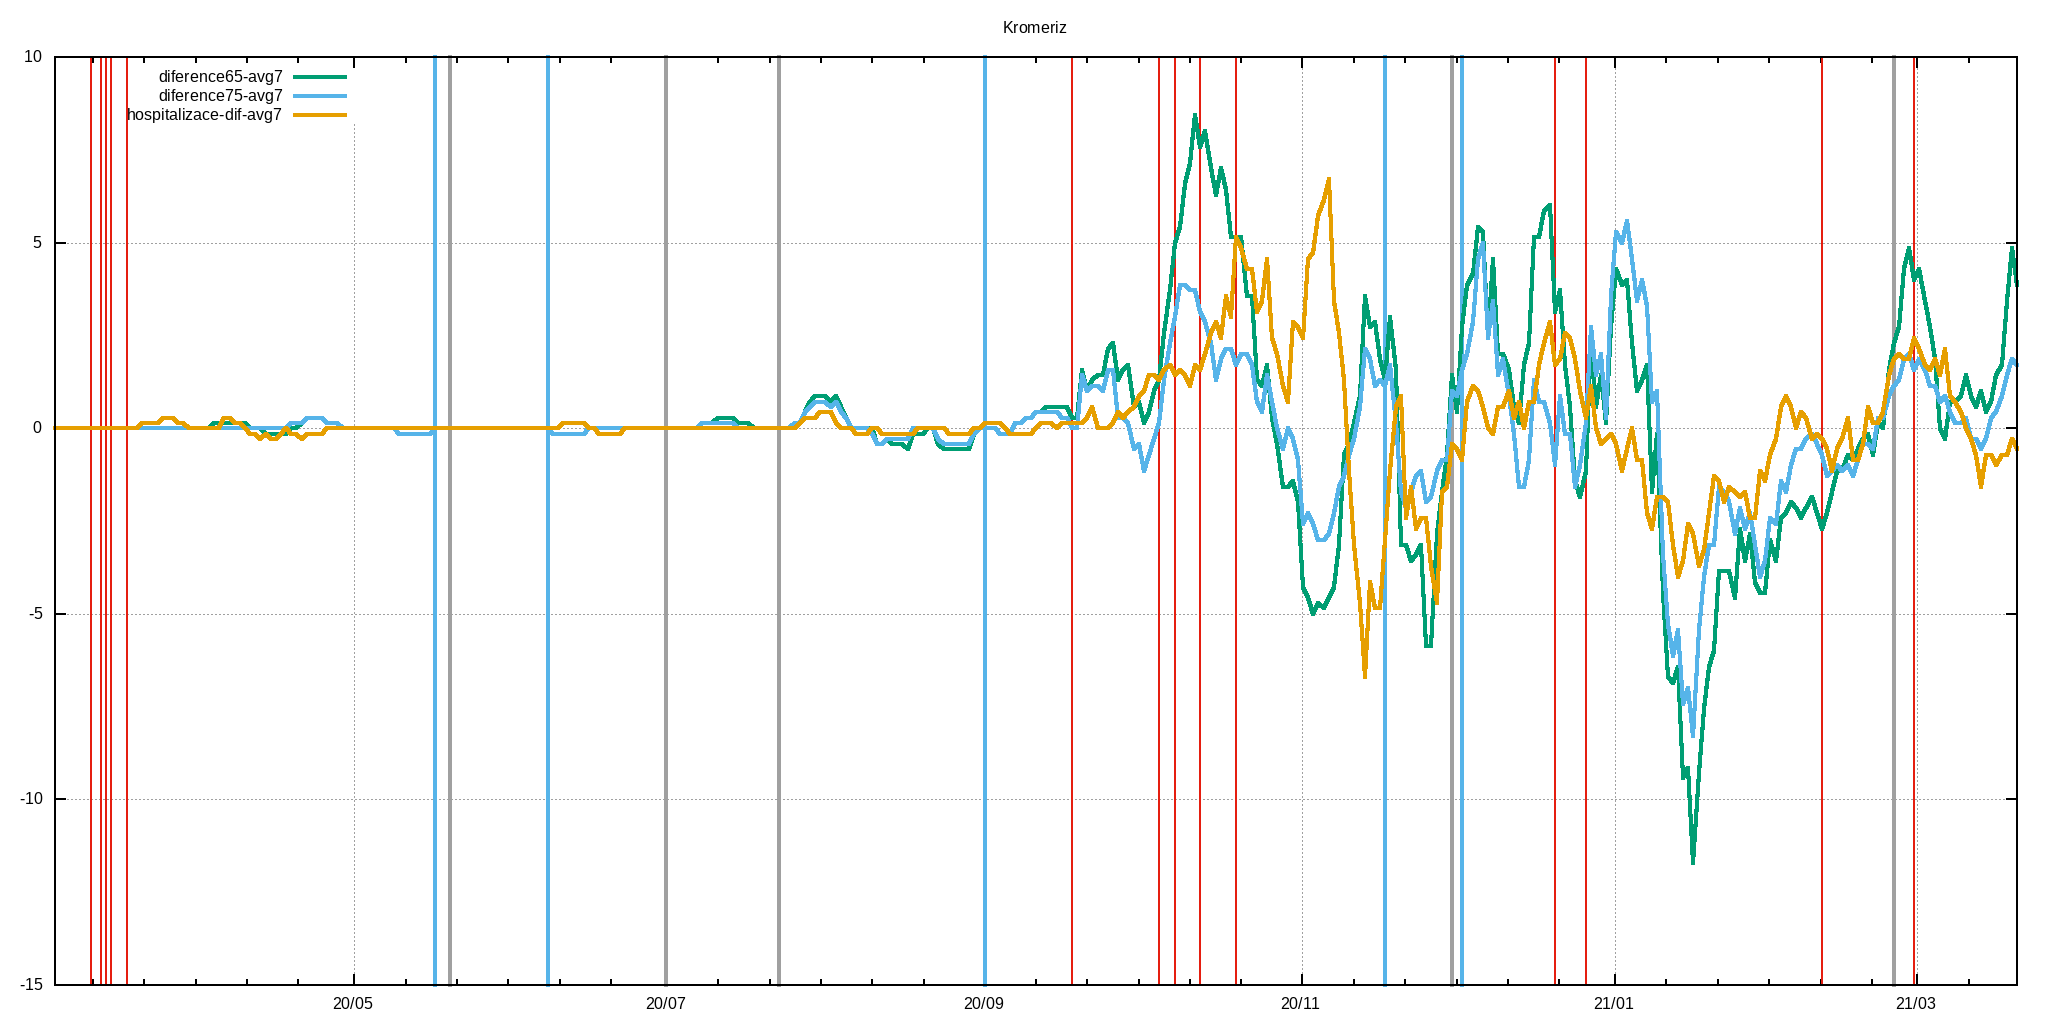 Kromeriz
10
diference65-avg7
diference75-avg7
hospitalizace-dif-avg7
5
0
-5
-10
-15
20/05 20/07 20/09 20/11 21/01 21/03